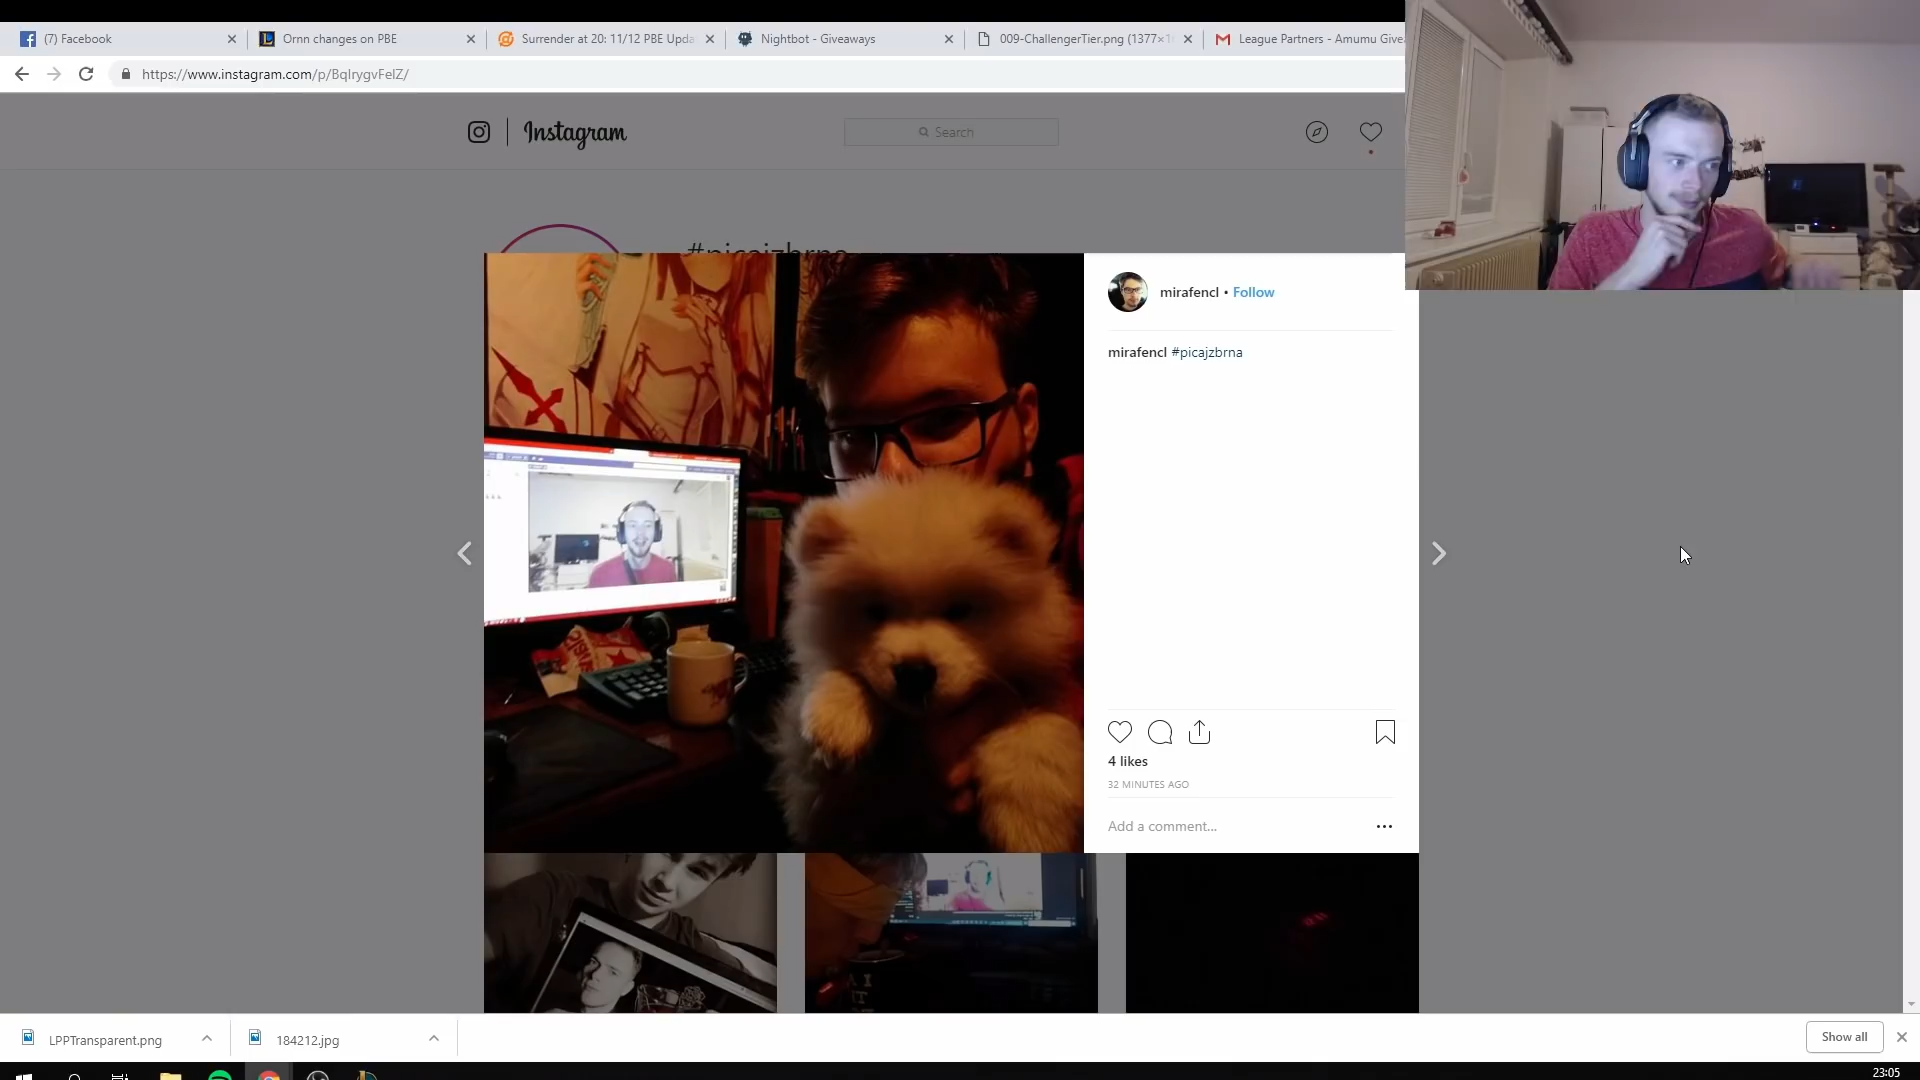 (7) Facebook
Ornn changes on PBE
Surrender at 20: 11/12 PBE Upda
Nightbot - Giveaways
009-ChallengerTier.png (1377×1
League Partners - Amumu Give
https://www.instagram.com/p/BqIrygvFeIZ/
Instagram
Search
#picajzbrna
mirafencl • Follow
mirafencl #picajzbrna
4 likes
32 MINUTES AGO
Add a comment...
LPPTransparent.png
184212.jpg
Show all
23:05